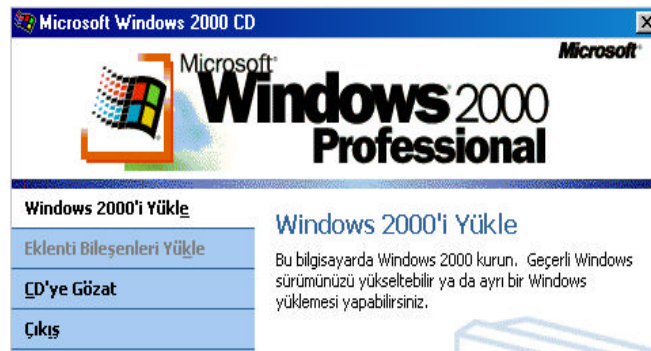 Microsoft Windows 2000 CD
Microsoft
Microsoft
Windows 2000
Professional
Windows 2000'i Yükle
Eklenti Bileşenleri Yükle
CD'ye Gözat
Çıkış
Windows 2000'i Yükle
Bu bilgisayarda Windows 2000 kurun. Geçerli Windows
sürümünüzü yükseltebilir ya da ayrı bir Windows
yüklemesi yapabilirsiniz.